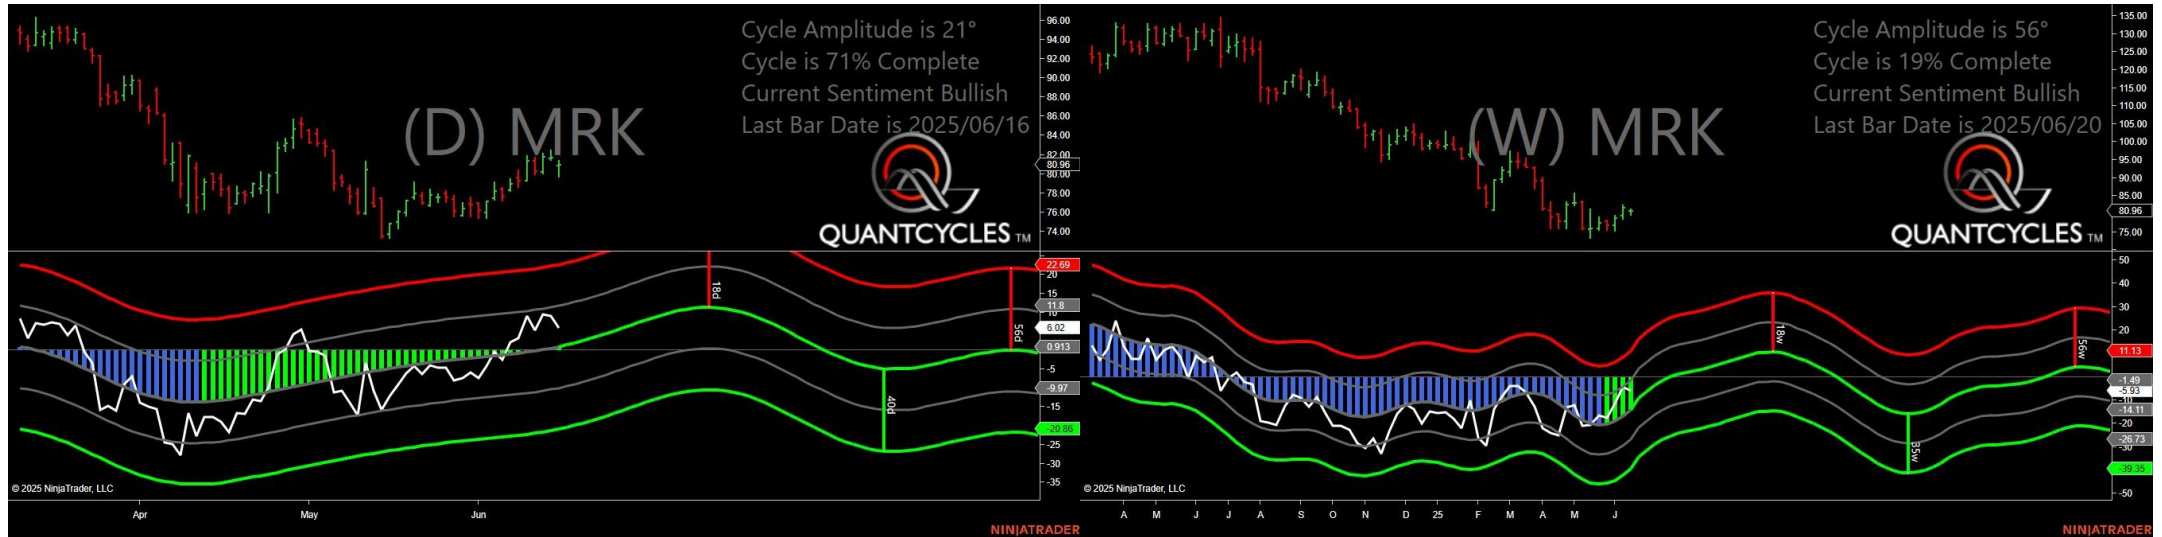 Cycle Amplitude is 21°
Cycle is 71% Complete
Current Sentiment Bullish
Last Bar Date is 2025/06/16
(D) MRK
QUANTCYCLES TM
96.00
94.00
92.00
90.00
88.00
86.00
84.00
82.00
80.96
80.00
78.00
76.00
74.00
22.69
20
15
11.8
10
6.02
0.913
-5
-9.97
-15
-20.86
-25
-30
-35
18d
40d
56d
© 2025 NinjaTrader, LLC
Apr
May
Jun
NINJATRADER
Cycle Amplitude is 56°
Cycle is 19% Complete
Current Sentiment Bullish
Last Bar Date is 2025/06/20
(W) MRK
QUANTCYCLES TM
135.00
130.00
125.00
120.00
115.00
110.00
105.00
100.00
95.00
90.00
85.00
80.96
75.00
50
40
30
20
11.13
-1.49
-5.93
-10
-14.11
-20
-26.73
-39.35
-50
18w
35w
56w
© 2025 NinjaTrader, LLC
A
M
J
J
A
S
O
N
D
25
F
M
A
M
J
NINJATRADER